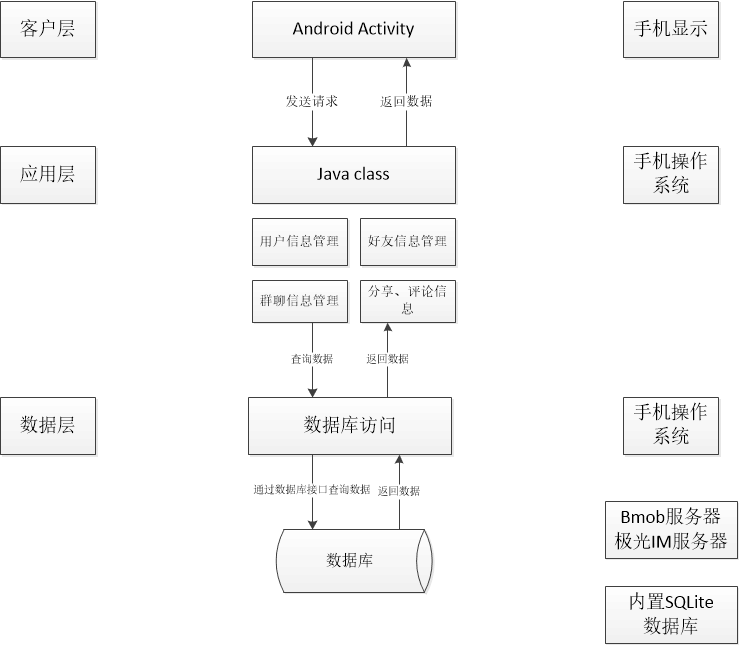 客户层
Android Activity
手机显示
发送请求
返回数据
应用层
Java class
手机操作
系统
用户信息管理
好友信息管理
群聊信息管理
分享、评论信
息
查询数据
返回数据
数据层
数据库访问
手机操作
系统
通过数据库接口查询数据
返回数据
Bmob服务器
极光IM服务器
数据库
内置SQLite
数据库